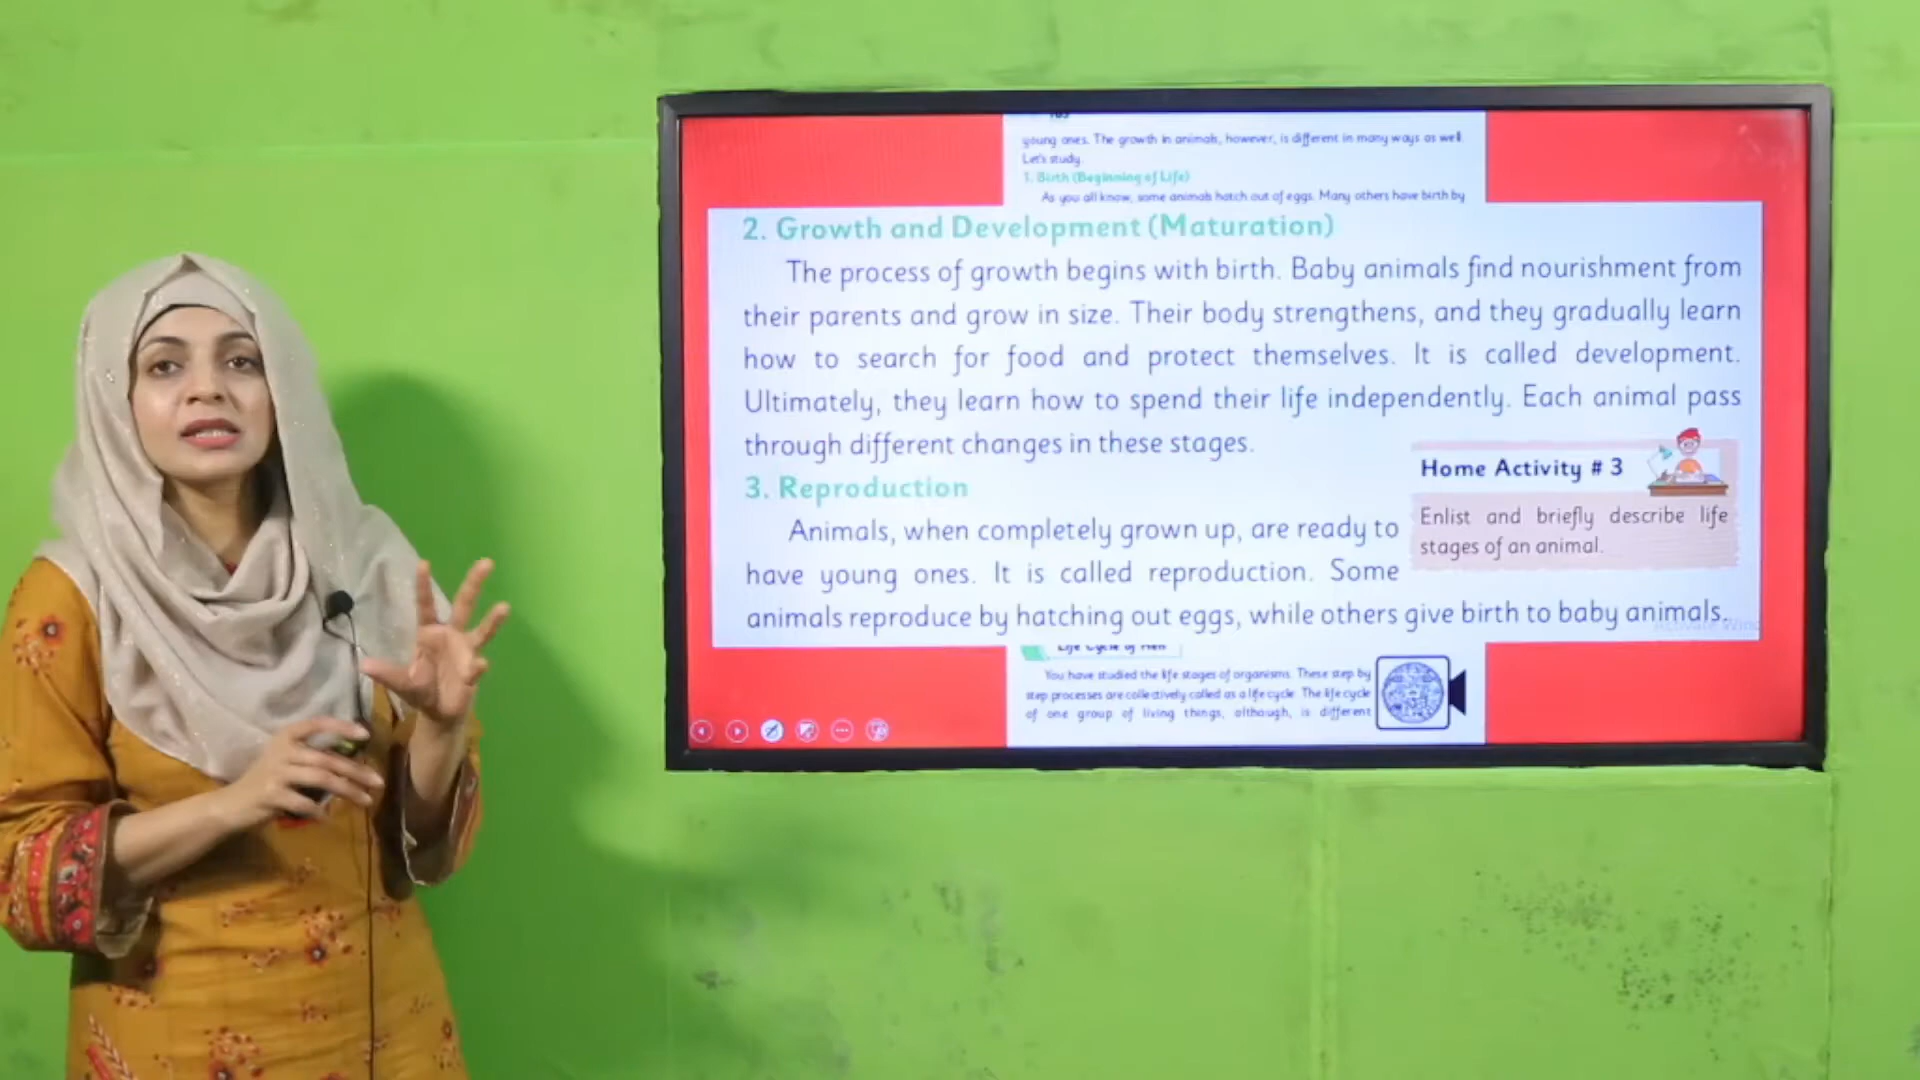 103
young ones. The growth in animals, however, is different in many ways as well.
Let's study.
1. Birth (Beginning of Life)
As you all know, some animals hatch out of eggs. Many others have birth by
2. Growth and Development (Maturation)
The process of growth begins with birth. Baby animals find nourishment from
their parents and grow in size. Their body strengthens, and they gradually learn
how to search for food and protect themselves. It is called development.
Ultimately, they learn how to spend their life independently. Each animal pass
through different changes in these stages.
3. Reproduction
Animals, when completely grown up, are ready to
have young ones. It is called reproduction. Some
animals reproduce by hatching out eggs, while others give birth to baby animals.
Home Activity # 3
Enlist and briefly describe life
stages of an animal.
Life Cycle of Hen
You have studied the life stages of organisms. These step by
step processes are collectively called as a life cycle. The life cycle
of one group of living things, although, is different